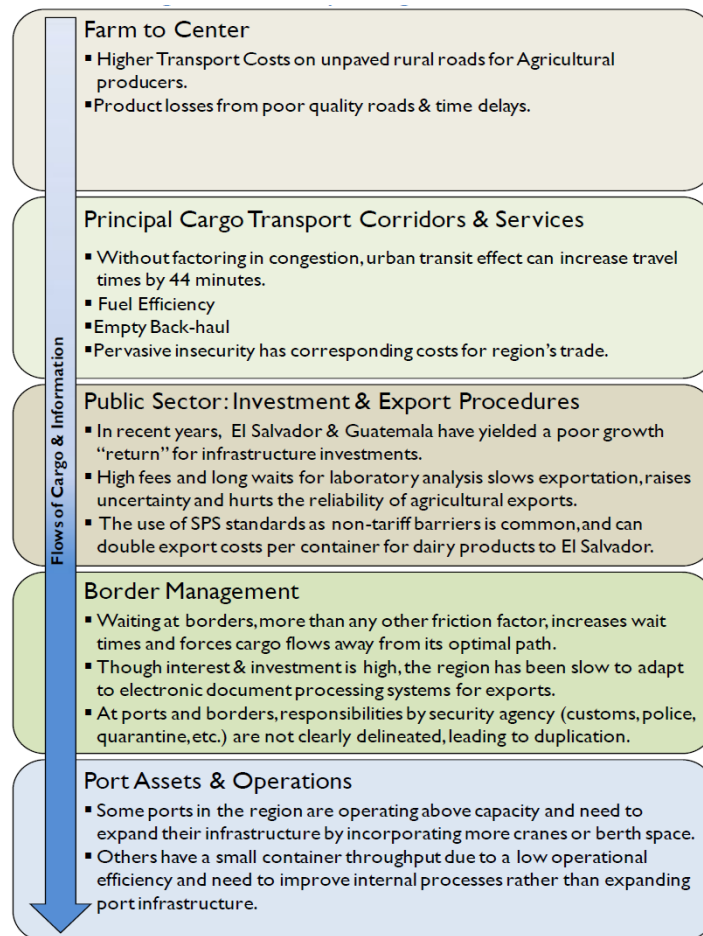 Farm to Center
▪ Higher Transport Costs on unpaved rural roads for Agricultural
producers.
▪Product losses from poor quality roads & time delays.
Principal Cargo Transport Corridors & Services
▪ Without factoring in congestion, urban transit effect can increase travel
times by 44 minutes.
▪ Fuel Efficiency
▪Empty Back-haul
▪Pervasive insecurity has corresponding costs for region's trade.
Flows of Cargo & Information
Public Sector: Investment & Export Procedures
▪ In recent years, El Salvador & Guatemala have yielded a poor growth
"return" for infrastructure investments.
▪ High fees and long waits for laboratory analysis slows exportation, raises
uncertainty and hurts the reliability of agricultural exports.
▪ The use of SPS standards as non-tariff barriers is common, and can
double export costs per container for dairy products to El Salvador.
Border Management
▪ Waiting at borders, more than any other friction factor, increases wait
times and forces cargo flows away from its optimal path.
▪ Though interest & investment is high, the region has been slow to adapt
to electronic document processing systems for exports.
▪ At ports and borders, responsibilities by security agency (customs, police,
quarantine, etc.) are not clearly delineated, leading to duplication.
Port Assets & Operations
▪ Some ports in the region are operating above capacity and need to
expand their infrastructure by incorporating more cranes or berth space.
▪ Others have a small container throughput due to a low operational
efficiency and need to improve internal processes rather than expanding
port infrastructure.